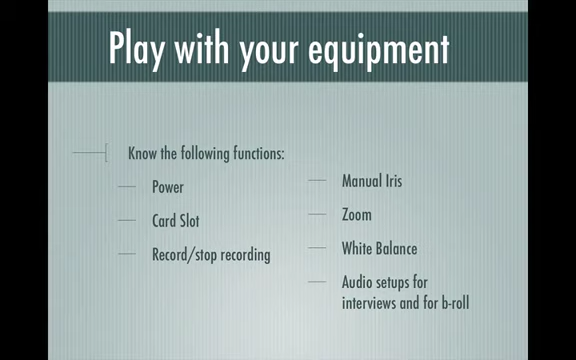 Play with your equipment
Know the following functions:
Power
Card Slot
Record/stop recording
Manual Iris
Zoom
White Balance
Audio setups for
interviews and for b-roll